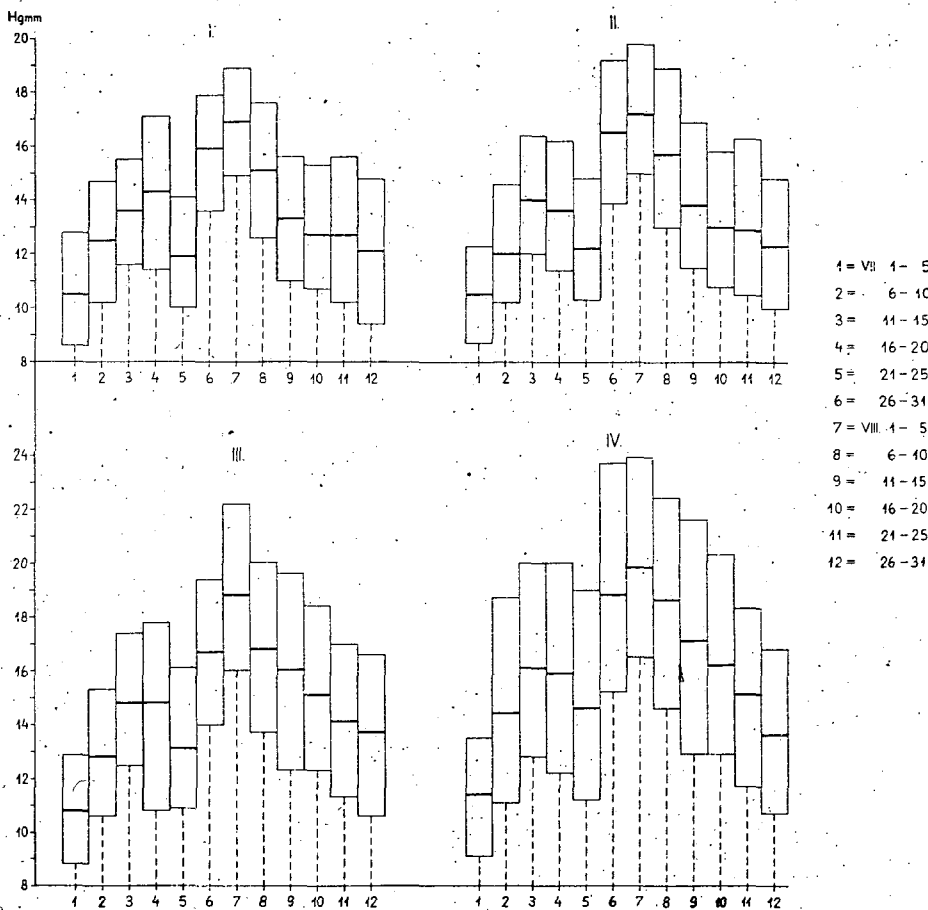 Hgmm
I.
II.
20
18
16
14
12
10
8
1 2 3 4 5 6 7 8 9 10 11 12
1 2 3 4 5 6 7 8 9 10 11 12
III.
IV.
24
22
20
18
16
14
12
10
8
1 2 3 4 5 6 7 8 9 10 11 12
1 2 3 4 5 6 7 8 9 10 11 12
1 = VII 1 - 5
2 = 6 - 10
3 = 11 - 15
4 = 16 - 20
5 = 21 - 25
6 = 26 - 31
7 = VIII. 1 - 5
8 = 6 - 10
9 = 11 - 15
10 = 16 - 20
11 = 21 - 25
12 = 26 - 31